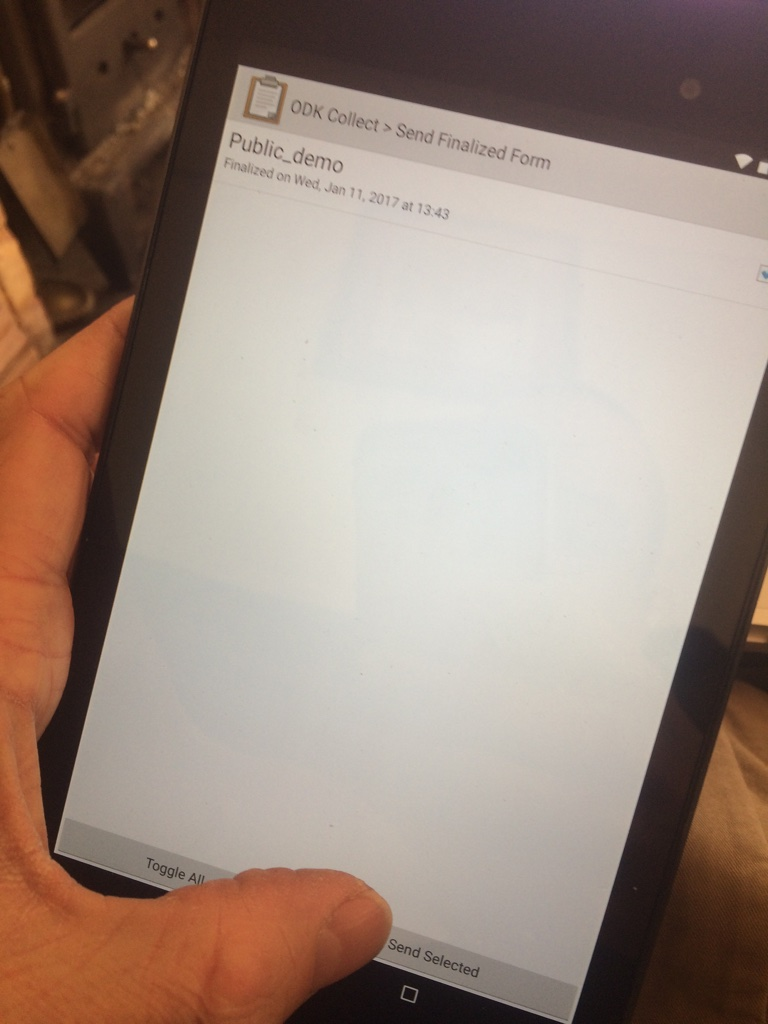 ODK Collect > Send Finalized Form
Public_demo
Finalized on Wed, Jan 11, 2017 at 13:43
Toggle All
Send Selected